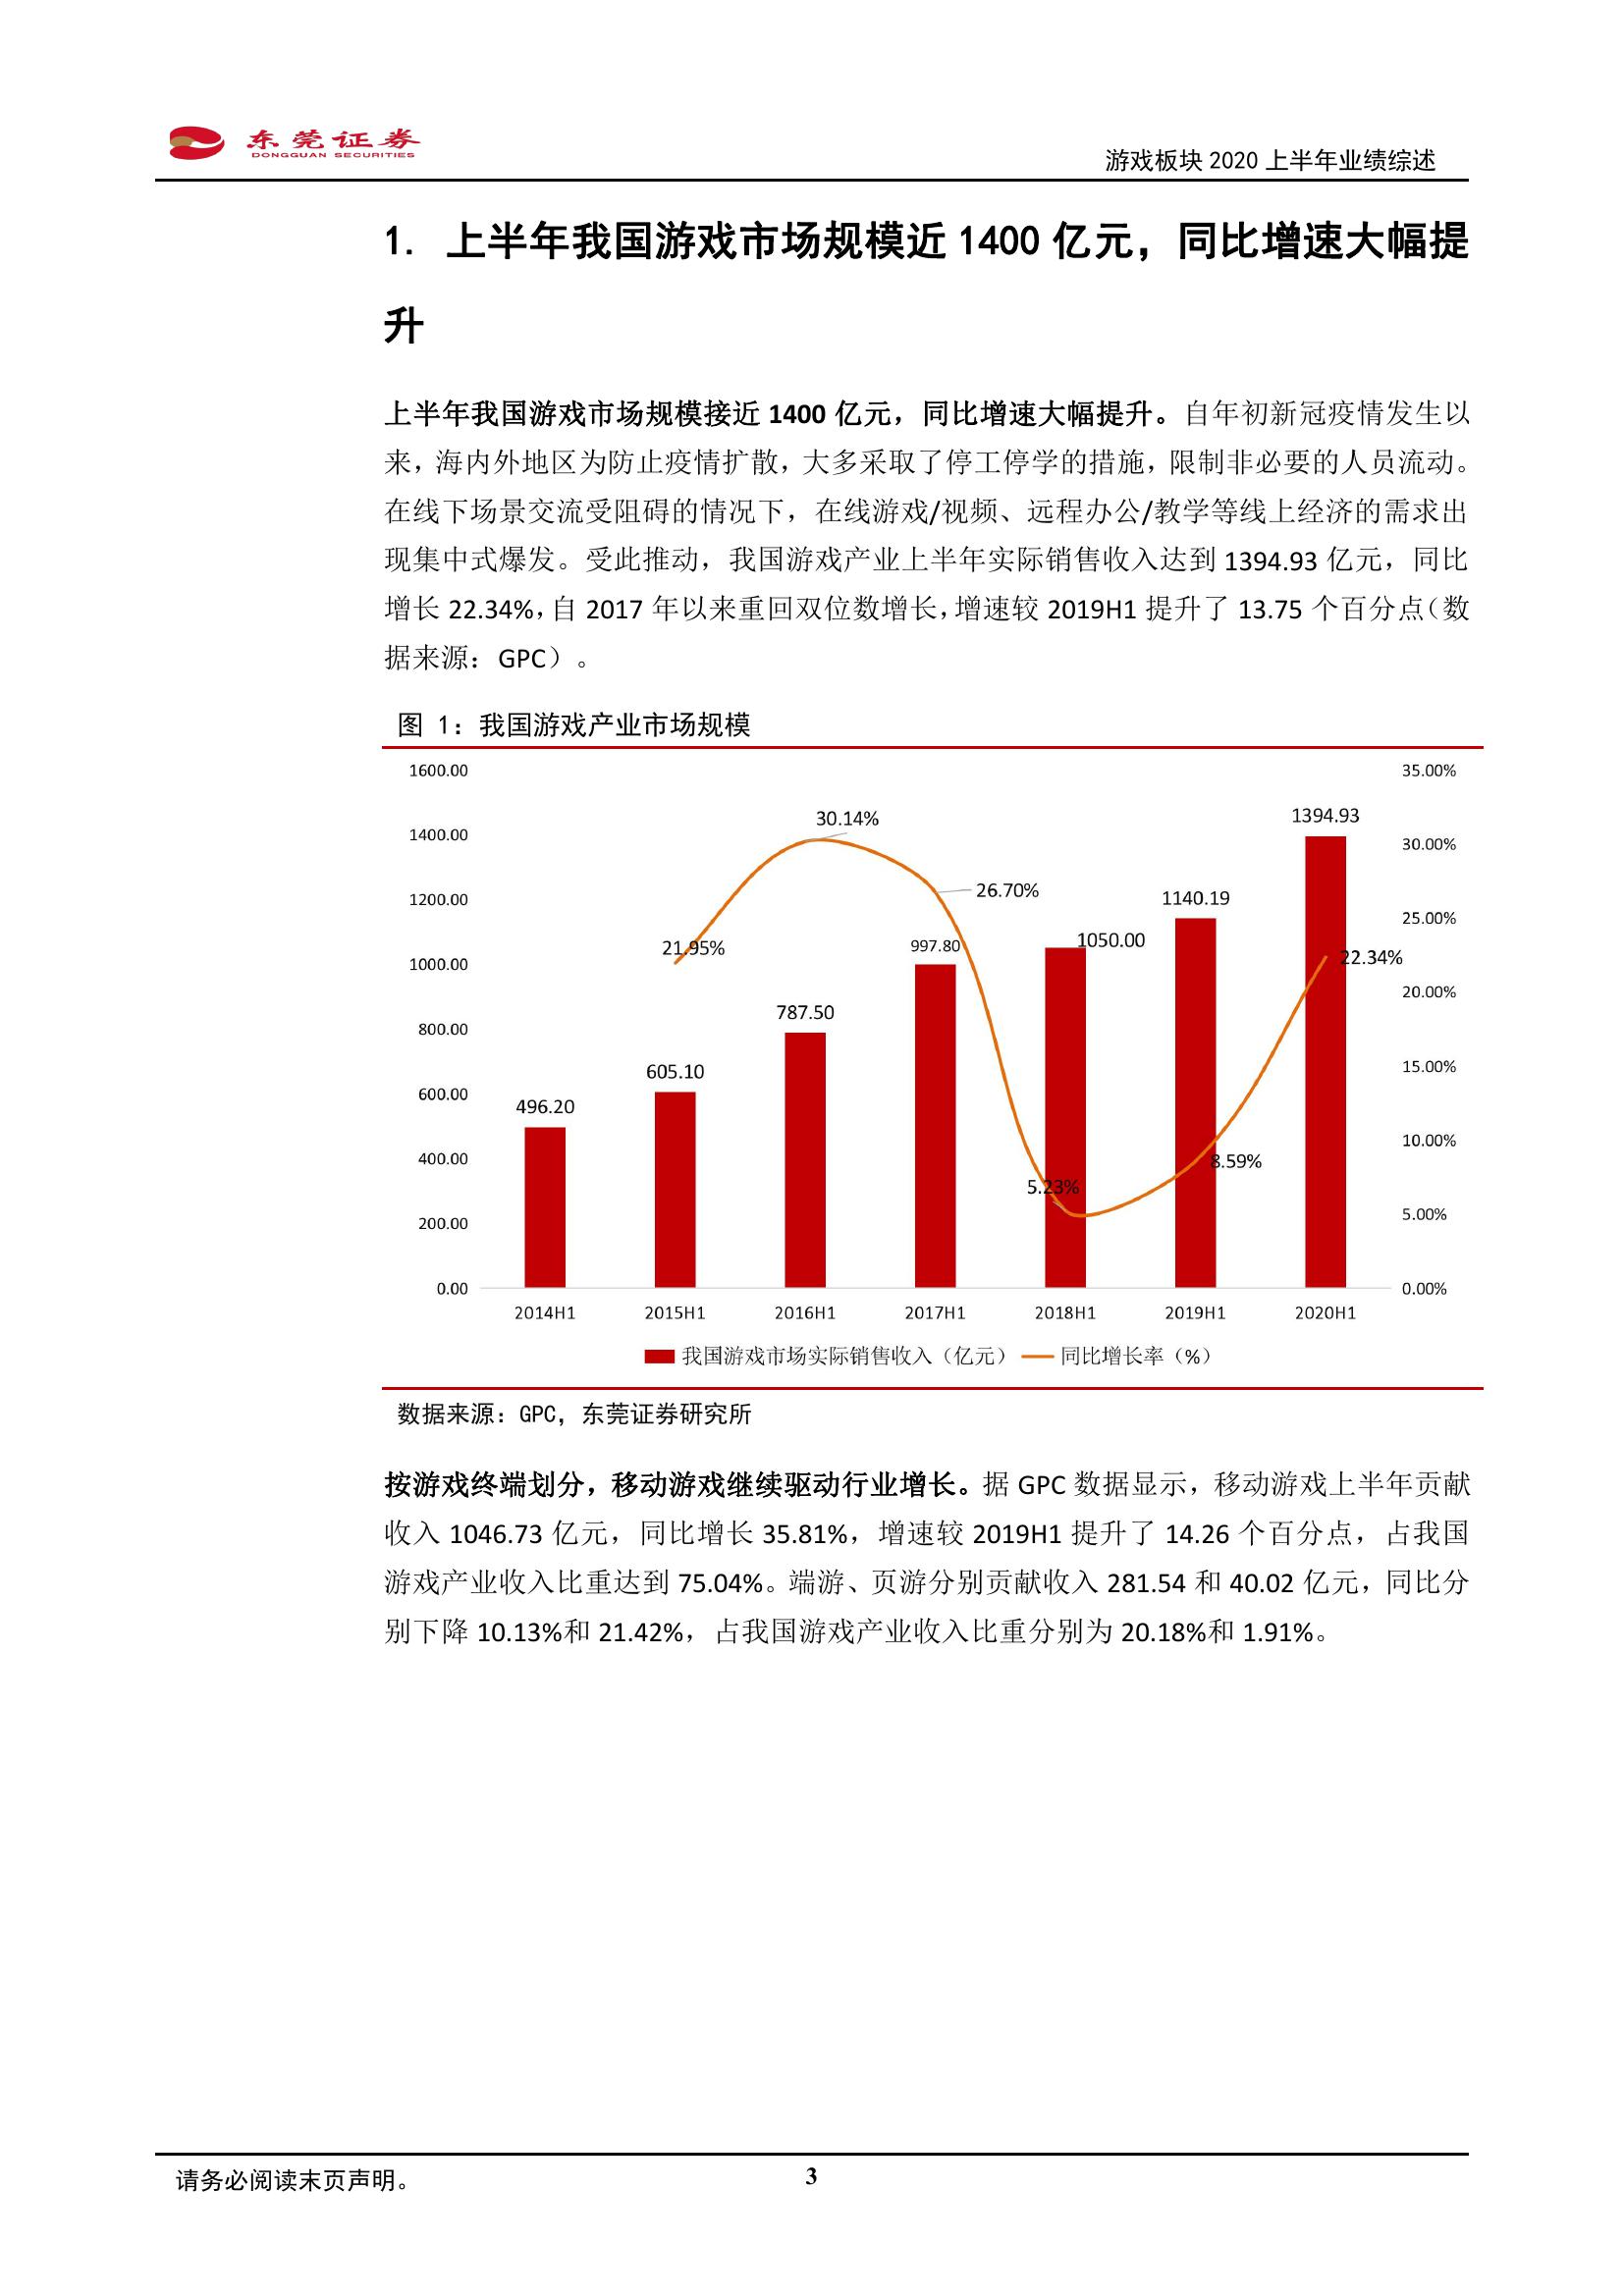 东莞证券
DONGGUAN SECURITIES
游戏板块 2020 上半年业绩综述
1. 上半年我国游戏市场规模近 1400 亿元，同比增速大幅提
升
上半年我国游戏市场规模接近 1400 亿元，同比增速大幅提升。自年初新冠疫情发生以
来，海内外地区为防止疫情扩散，大多采取了停工停学的措施，限制非必要的人员流动。
在线下场景交流受阻碍的情况下，在线游戏/视频、远程办公/教学等线上经济的需求出
现集中式爆发。受此推动，我国游戏产业上半年实际销售收入达到 1394.93 亿元，同比
增长 22.34%，自 2017 年以来重回双位数增长，增速较 2019H1 提升了 13.75 个百分点（数
据来源：GPC）。
图 1：我国游戏产业市场规模
1600.00
1400.00
1200.00
1000.00
800.00
600.00
400.00
200.00
0.00
35.00%
30.00%
25.00%
20.00%
15.00%
10.00%
5.00%
0.00%
496.20
605.10
787.50
997.80
1050.00
1140.19
1394.93
21.95%
30.14%
26.70%
5.23%
8.59%
22.34%
2014H1 2015H1 2016H1 2017H1 2018H1 2019H1 2020H1
我国游戏市场实际销售收入（亿元） 同比增长率（%）
数据来源：GPC，东莞证券研究所
按游戏终端划分，移动游戏继续驱动行业增长。据 GPC 数据显示，移动游戏上半年贡献
收入 1046.73 亿元，同比增长 35.81%，增速较 2019H1 提升了 14.26 个百分点，占我国
游戏产业收入比重达到 75.04%。端游、页游分别贡献收入 281.54 和 40.02 亿元，同比分
别下降 10.13%和 21.42%，占我国游戏产业收入比重分别为 20.18%和 1.91%。
请务必阅读末页声明。
3